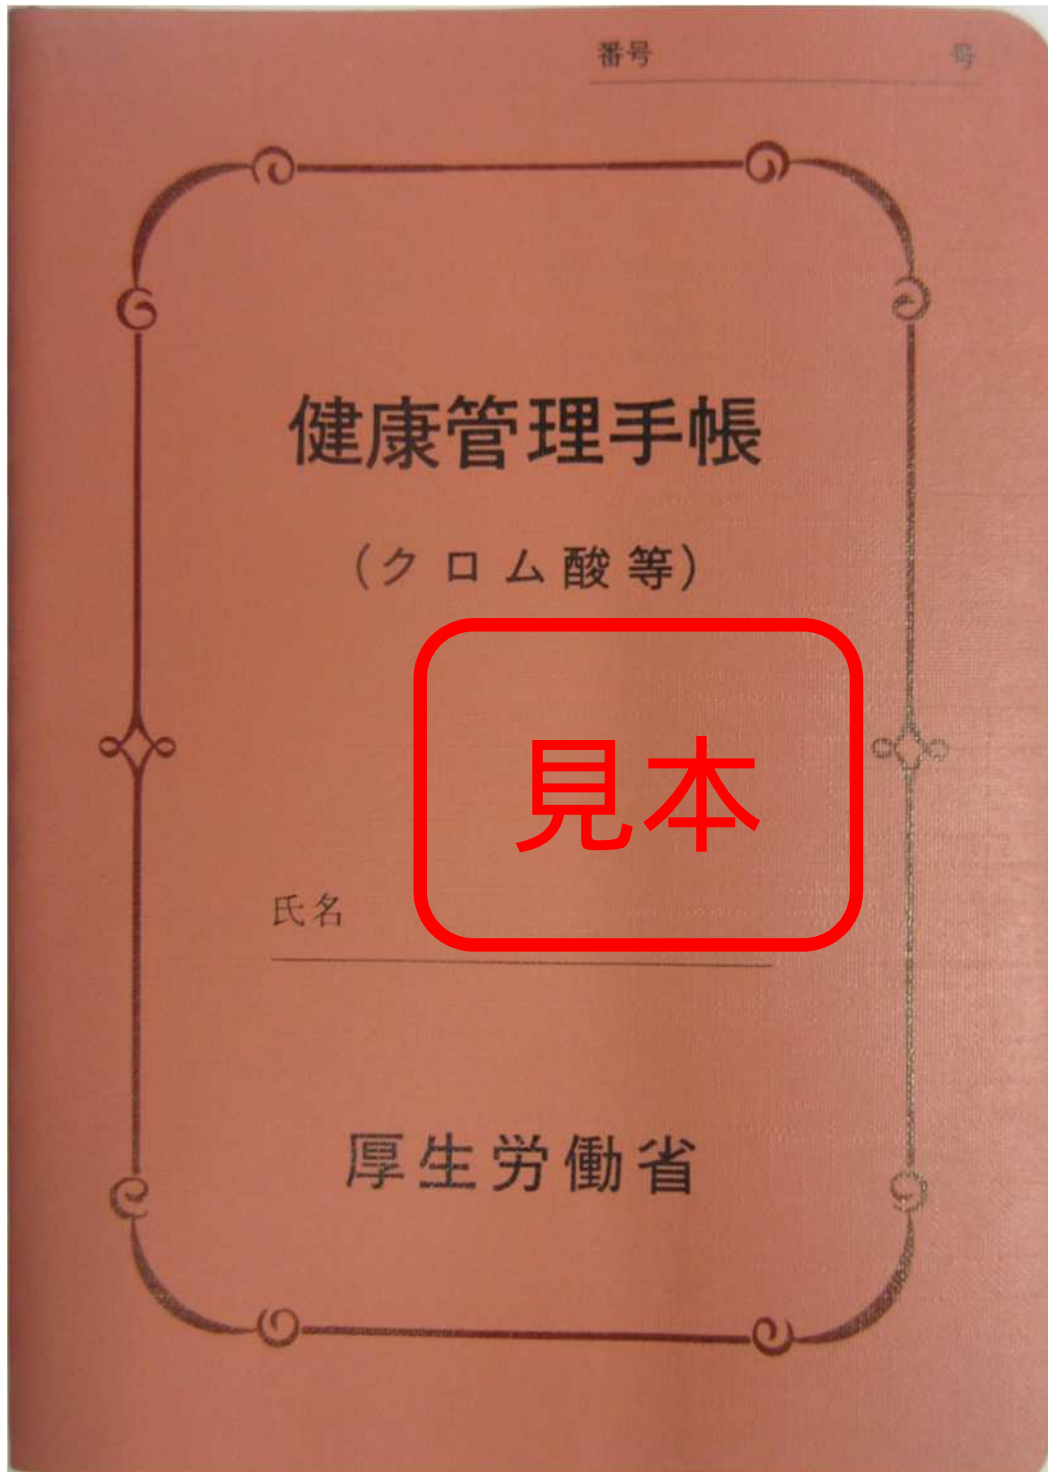 番号 号
健康管理手帳
(クロム酸等)
見本
氏名
厚生労働省